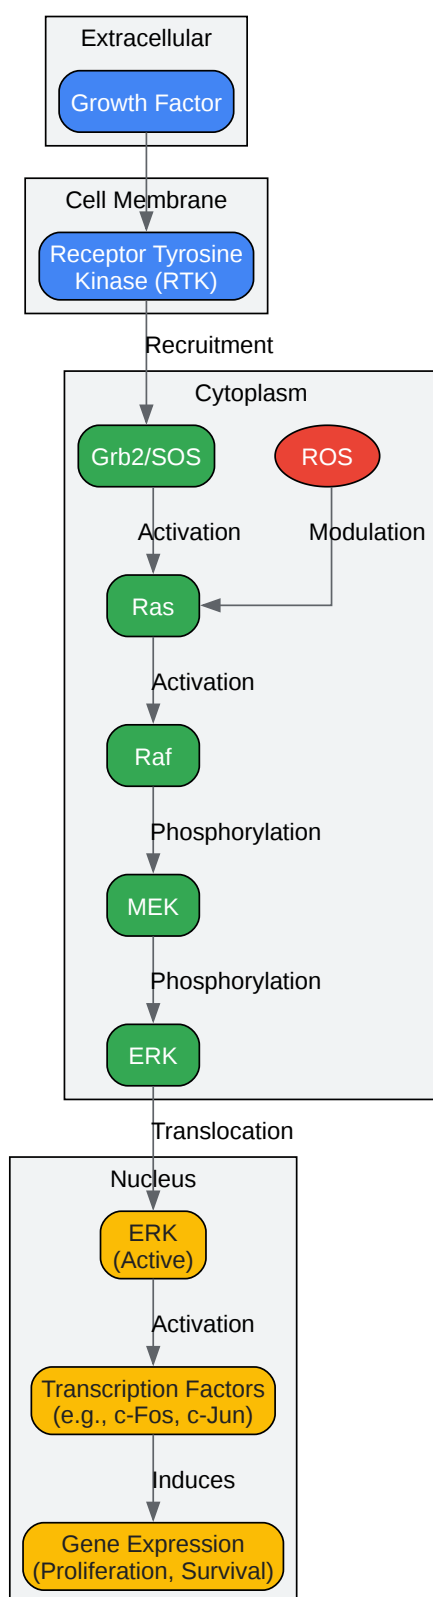 Extracellular
Growth Factor
Cell Membrane
Receptor Tyrosine
Kinase (RTK)
Recruitment
Cytoplasm
Grb2/SOS
ROS
Activation
Modulation
Ras
Activation
Raf
Phosphorylation
MEK
Phosphorylation
ERK
Translocation
Nucleus
ERK
(Active)
Activation
Transcription Factors
(e.g., c-Fos, c-Jun)
Induces
Gene Expression
(Proliferation, Survival)